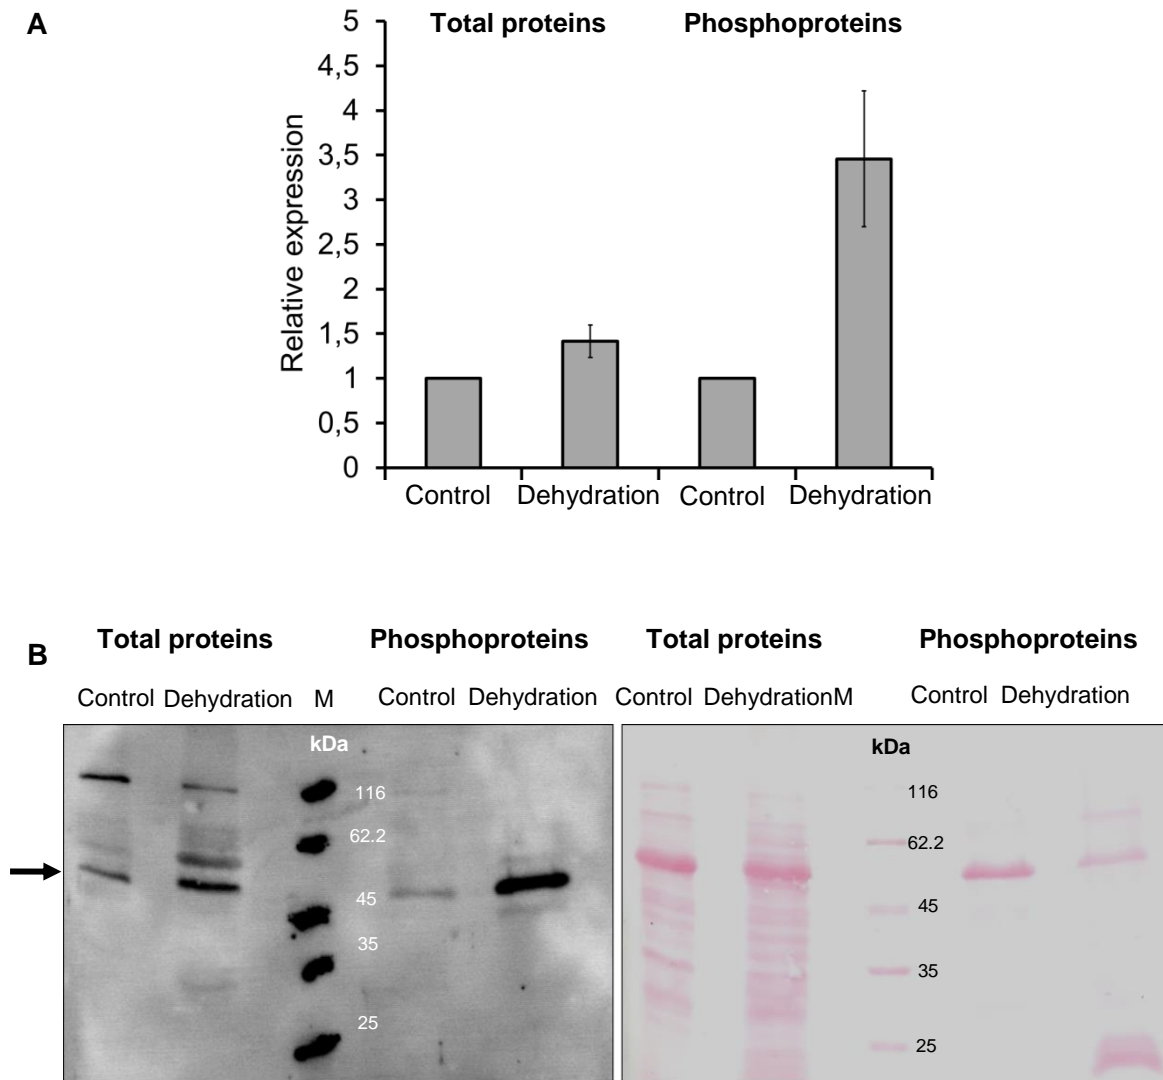 A
Total proteins Phosphoproteins
5
4,5
4
3,5
3
2,5
2
1,5
1
0,5
0
Relative expression
Control Dehydration Control Dehydration
B
Total proteins Phosphoproteins Total proteins Phosphoproteins
Control Dehydration M Control Dehydration Control DehydrationM Control Dehydration
kDa
116
62.2
45
35
25
kDa
116
62.2
45
35
25